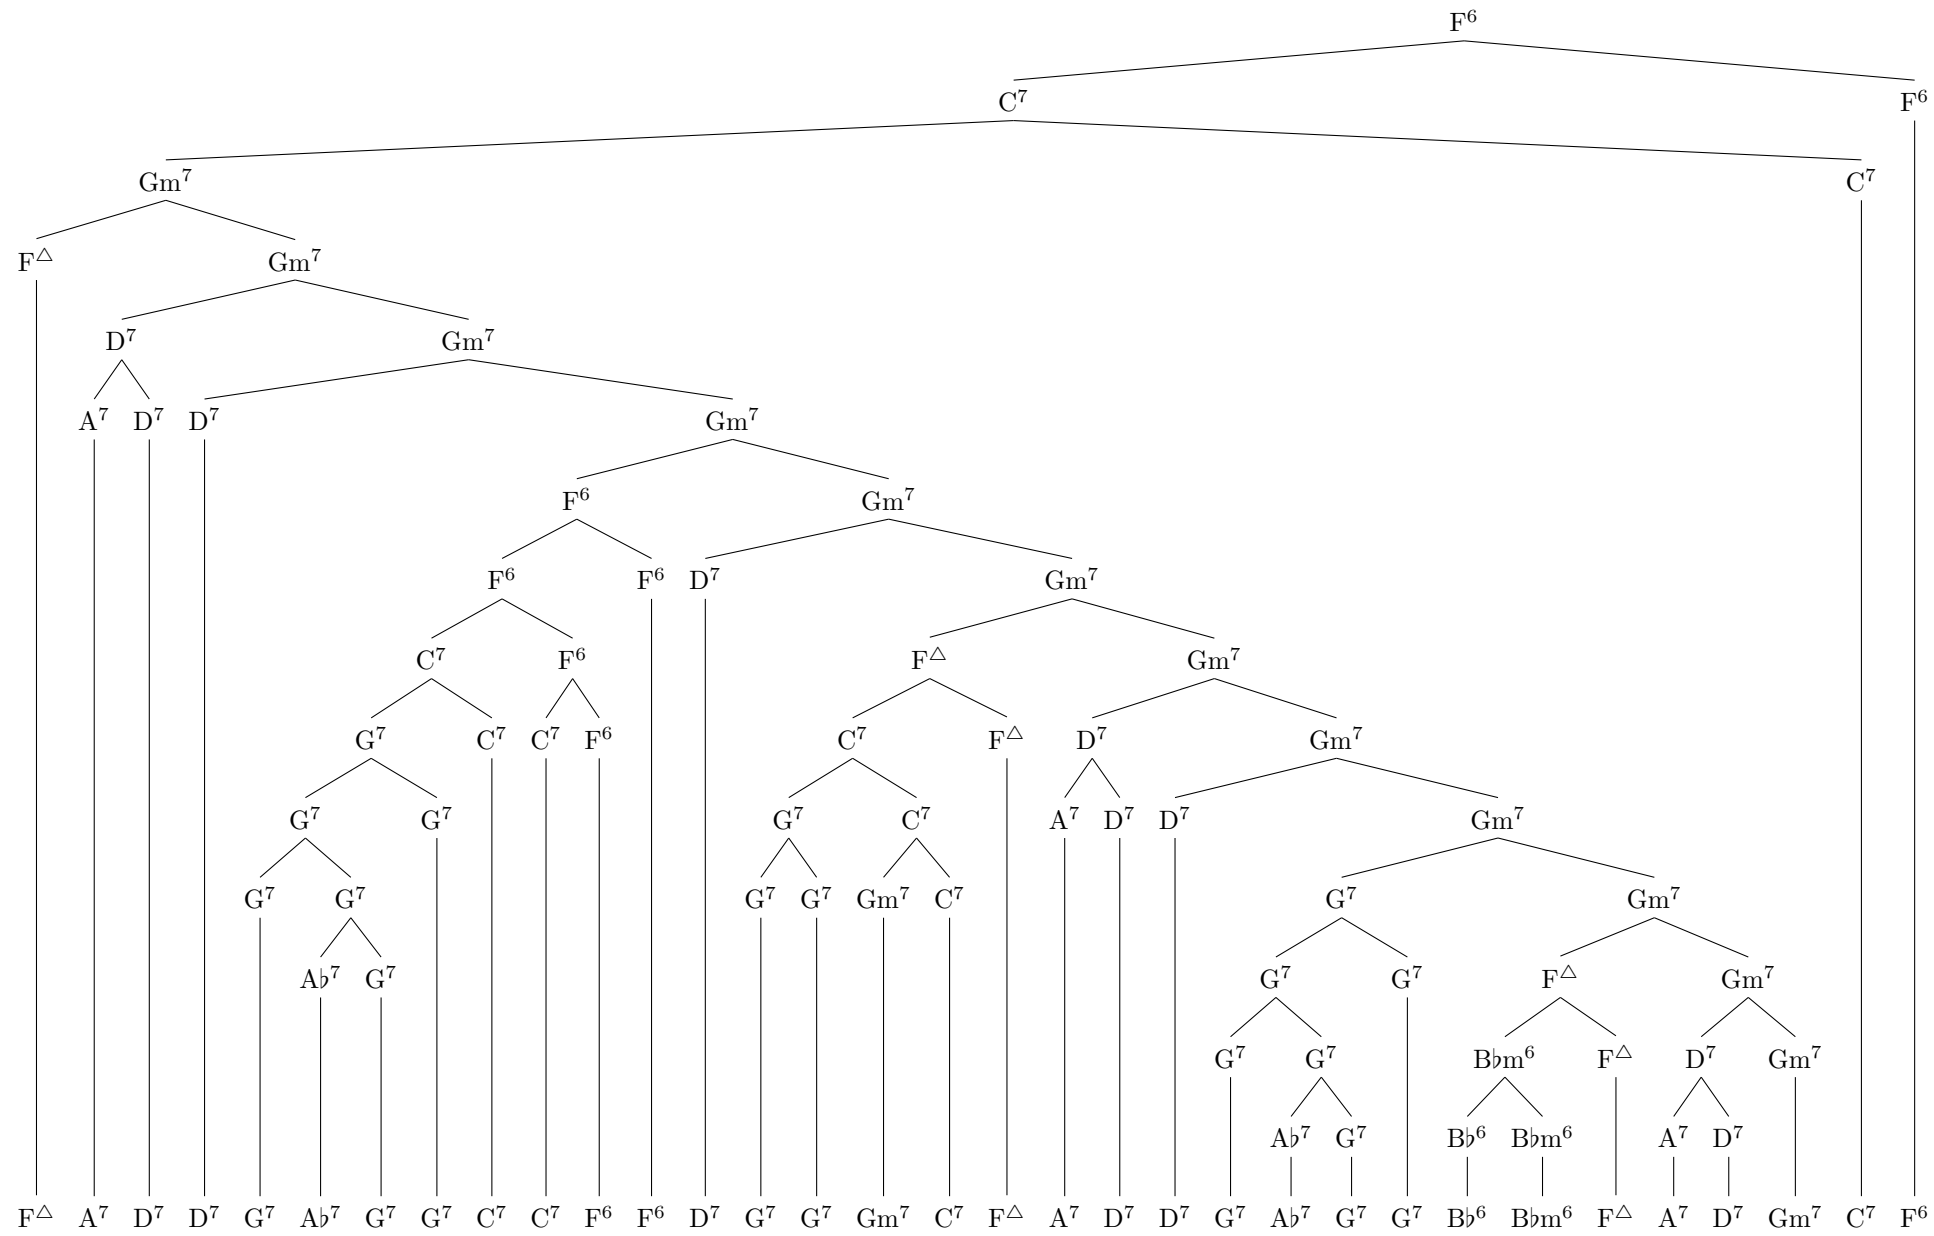 F⁶
C⁷ F⁶
Gm⁷ C⁷
F△ Gm⁷
D⁷ Gm⁷
A⁷ D⁷ D⁷ Gm⁷
F⁶ Gm⁷
F⁶ F⁶ D⁷ Gm⁷
C⁷ F⁶ F△ Gm⁷
G⁷ C⁷ C⁷ F⁶ C⁷ F△ D⁷ Gm⁷
G⁷ G⁷ G⁷ C⁷ A⁷ D⁷ D⁷ Gm⁷
G⁷ G⁷ G⁷ G⁷ Gm⁷ C⁷ G⁷ Gm⁷
A♭⁷ G⁷ G⁷ G⁷ F△ Gm⁷
G⁷ G⁷ B♭m⁶ F△ D⁷ Gm⁷
A♭⁷ G⁷ B♭⁶ B♭m⁶ A⁷ D⁷
F△ A⁷ D⁷ D⁷ G⁷ A♭⁷ G⁷ G⁷ C⁷ C⁷ F⁶ F⁶ D⁷ G⁷ G⁷ Gm⁷ C⁷ F△ A⁷ D⁷ D⁷ G⁷ A♭⁷ G⁷ G⁷ B♭⁶ B♭m⁶ F△ A⁷ D⁷ Gm⁷ C⁷ F⁶